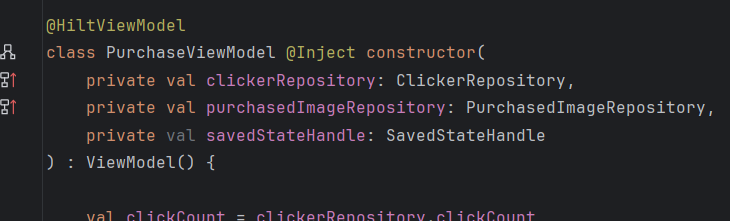 @HiltViewModel
class PurchaseViewModel @Inject constructor(
    private val clickerRepository: ClickerRepository,
    private val purchasedImageRepository: PurchasedImageRepository,
    private val savedStateHandle: SavedStateHandle
) : ViewModel() {
    val clickCount = clickerRepository.clickCount